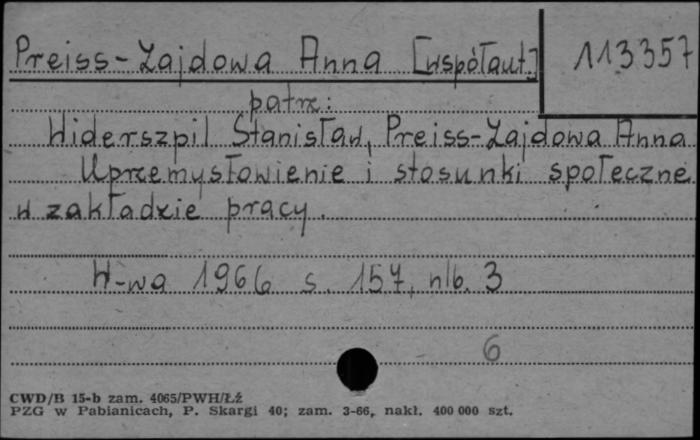 Preiss-Zajdowa Anna [współaut.]
113357
patrz:
Widerszpil Stanisław, Preiss-Zajdowa Anna
Uprzemysłowienie i stosunki społeczne
w zakładzie pracy.
W-wa 1966 s. 157, nlb. 3
6
CWD/B 15-b zam. 4065/PWH/Łź
PZG w Pabianicach, P. Skargi 40; zam. 3-66, nakł. 400 000 szt.